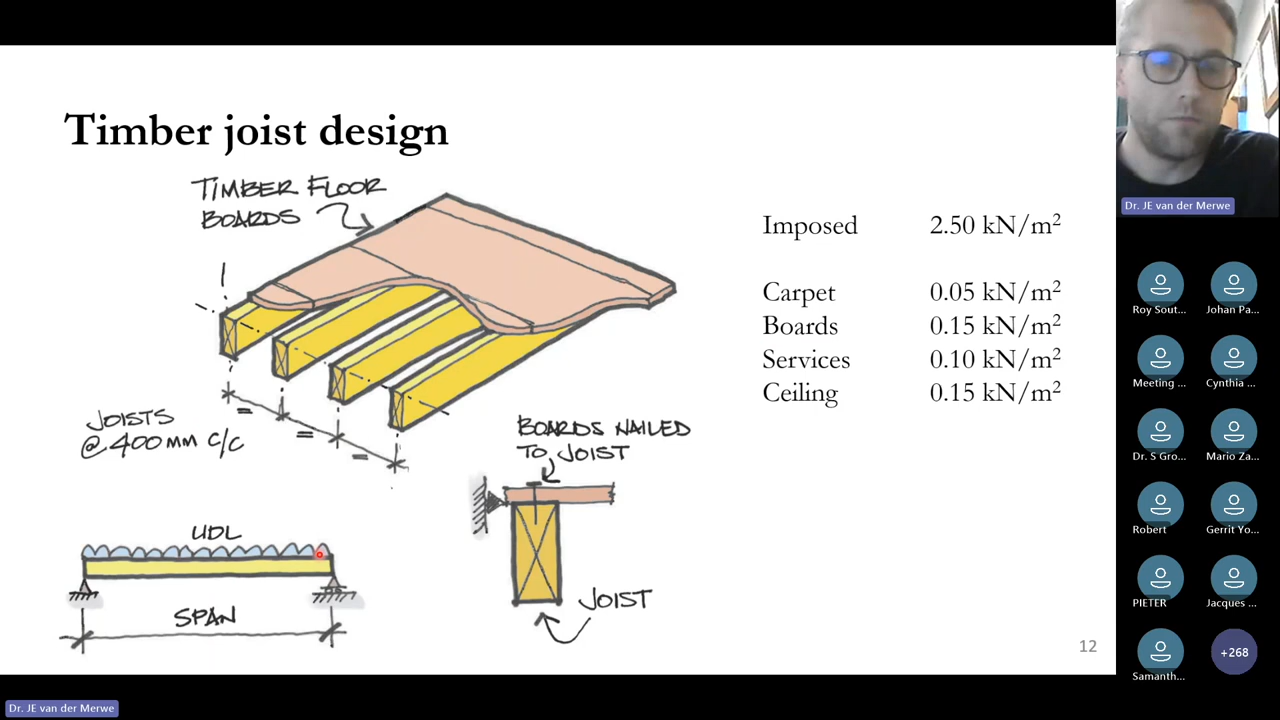 Timber joist design
TIMBER FLOOR
BOARDS
JOISTS
@ 400 MM C/C
=
=
=
UDL
SPAN
BOARDS NAILED
TO JOIST
JOIST
Imposed 2.50 kN/m²
Carpet 0.05 kN/m²
Boards 0.15 kN/m²
Services 0.10 kN/m²
Ceiling 0.15 kN/m²
12
Dr. JE van der Merwe
Roy Sout...
Johan Pa...
Meeting ...
Cynthia ...
Dr. S Gro...
Mario Za...
Robert
Gerrit Yo...
PIETER
Jacques ...
Samanth...
+268
Dr. JE van der Merwe